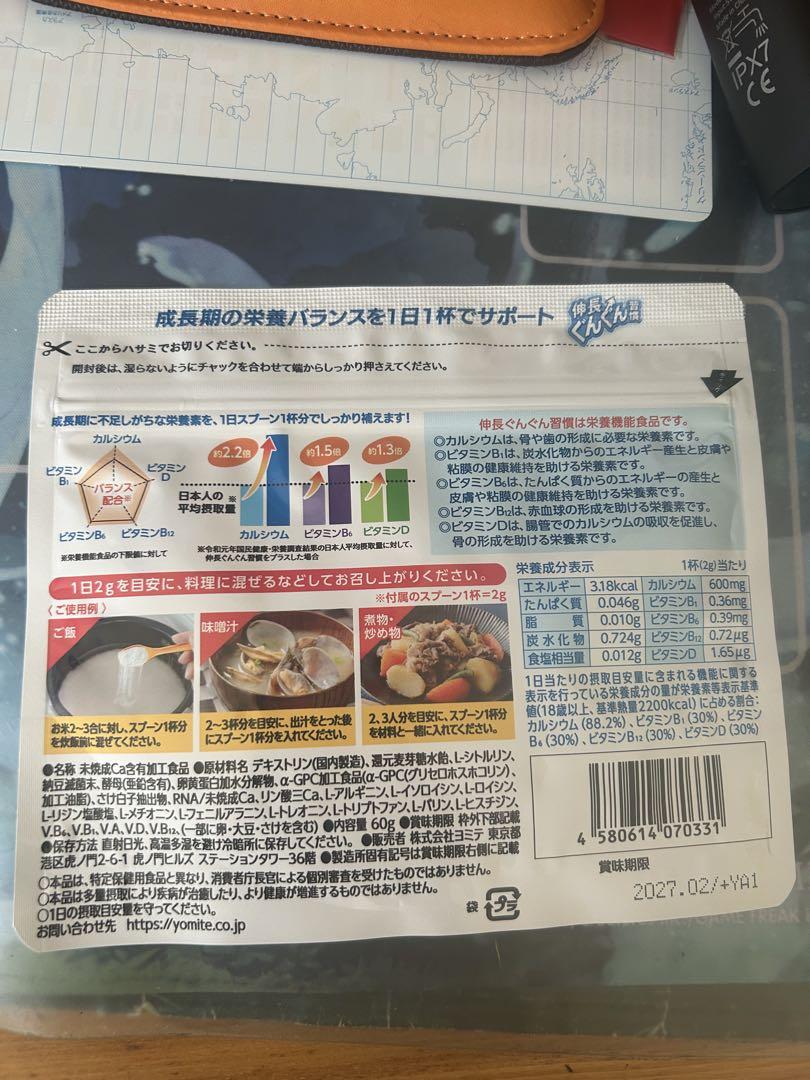 IPX7
CE
成長期の栄養バランスを1日1杯でサポート
伸長ぐんぐん習慣
ここからハサミでお切りください。
開封後は、湿らないようにチャックを合わせて端からしっかり押さえてください。
成長期に不足しがちな栄養素を、1日スプーン1杯分でしっかり補えます!
カルシウム
ビタミンB1
ビタミンD
バランス配合※
ビタミンB6
ビタミンB12
※栄養機能食品の下限値に対して
約2.2倍
約1.5倍
約1.3倍
日本人の※
平均摂取量
カルシウム
ビタミンB6
ビタミンD
※令和元年国民健康・栄養調査結果の日本人平均摂取量に対して、
伸長ぐんぐん習慣をプラスした場合
伸長ぐんぐん習慣は栄養機能食品です。
◎カルシウムは、骨や歯の形成に必要な栄養素です。
◎ビタミンB1は、炭水化物からのエネルギー産生と皮膚や
粘膜の健康維持を助ける栄養素です。
◎ビタミンB6は、たんぱく質からのエネルギーの産生と
皮膚や粘膜の健康維持を助ける栄養素です。
◎ビタミンB12は、赤血球の形成を助ける栄養素です。
◎ビタミンDは、腸管でのカルシウムの吸収を促進し、
骨の形成を助ける栄養素です。
1日2gを目安に、料理に混ぜるなどしてお召し上がりください。
〈ご使用例〉
※付属のスプーン1杯=2g
ご飯
お米2~3合に対し、スプーン1杯分
を炊飯前に混ぜてください。
味噌汁
2~3杯分を目安に、出汁をとった後
にスプーン1杯分を入れてください。
煮物・
炒め物
2、3人分を目安に、スプーン1杯分
を材料と一緒に入れてください。
栄養成分表示 1杯(2g)当たり
エネルギー 3.18kcal カルシウム 600mg
たんぱく質 0.046g ビタミンB1 0.36mg
脂質 0.010g ビタミンB6 0.39mg
炭水化物 0.724g ビタミンB12 0.72μg
食塩相当量 0.012g ビタミンD 1.65μg
1日当たりの摂取目安量に含まれる機能に関する
表示を行っている栄養成分の量が栄養素等表示基準
値(18歳以上、基準熱量2200kcal)に占める割合:
カルシウム(88.2%)、ビタミンB1(30%)、ビタミン
B6(30%)、ビタミンB12(30%)、ビタミンD(30%)
●名称 未焼成Ca含有加工食品 ●原材料名 デキストリン(国内製造)、還元麦芽糖水飴、L-シトルリン、
納豆滅菌末、酵母(亜鉛含有)、卵黄蛋白加水分解物、α-GPC加工食品(α-GPC(グリセロホスホコリン)、
加工油脂)、さけ白子抽出物、RNA/未焼成Ca、リン酸三Ca、L-アルギニン、L-イソロイシン、L-ロイシン、
L-リジン塩酸塩、L-メチオニン、L-フェニルアラニン、L-トレオニン、L-トリプトファン、L-バリン、L-ヒスチジン、
V.B6、V.B1、V.A、V.D、V.B12、(一部に卵・大豆・さけを含む) ●内容量 60g ●賞味期限 枠外下部記載
●保存方法 直射日光、高温多湿を避け冷暗所に保存してください。 ●販売者 株式会社ヨミテ 東京都
港区虎ノ門2-6-1 虎ノ門ヒルズ ステーションタワー36階 ●製造所固有記号は賞味期限右側に記載
○本品は、特定保健用食品と異なり、消費者庁長官による個別審査を受けたものではありません。
○本品は多量摂取により疾病が治癒したり、より健康が増進するものではありません。
○1日の摂取目安量を守ってください。
お問い合わせ先 https://yomite.co.jp
袋 プラ
4 580614 070331
賞味期限
2027.02/+YA1
GAME FREAK